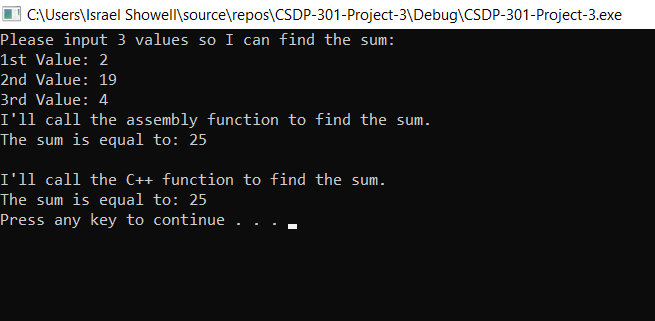 C:\Users\Israel Showell\source\repos\CSDP-301-Project-3\Debug\CSDP-301-Project-3.exe
Please input 3 values so I can find the sum:
1st Value: 2
2nd Value: 19
3rd Value: 4
I'll call the assembly function to find the sum.
The sum is equal to: 25
I'll call the C++ function to find the sum.
The sum is equal to: 25
Press any key to continue . . .